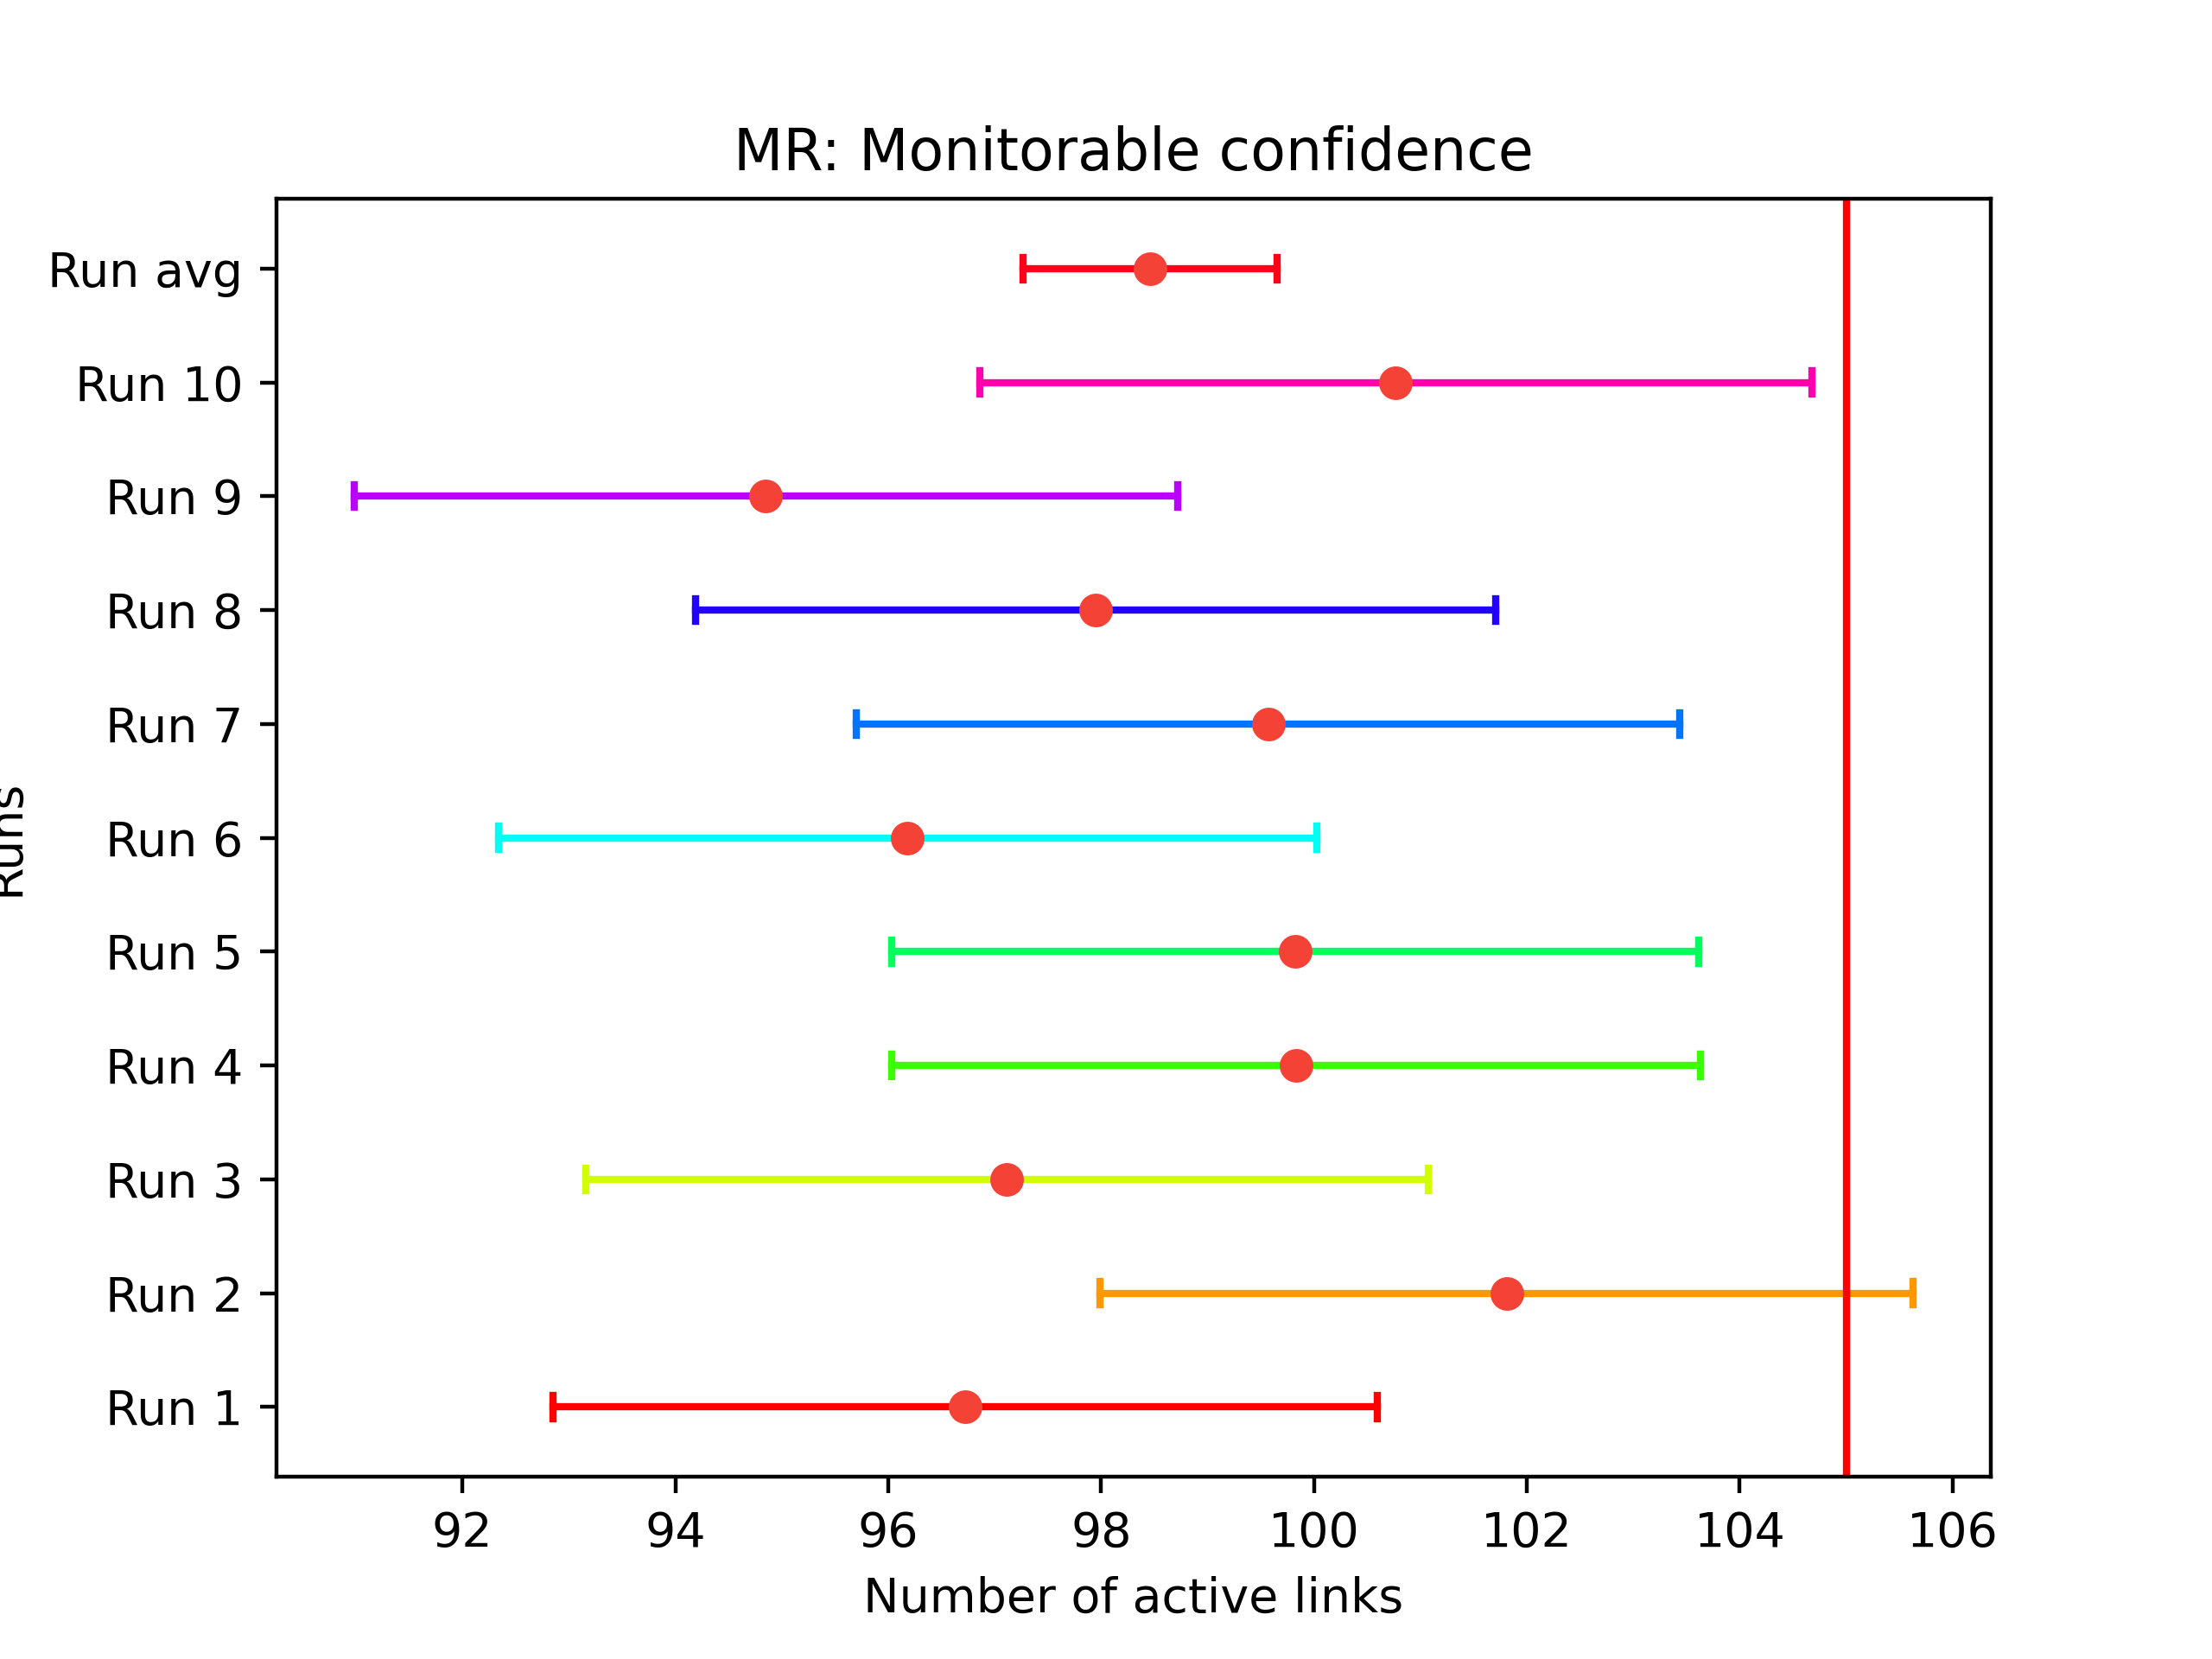 MR: Monitorable confidence
Run avg
Run 10
Run 9
Run 8
Run 7
Run 6
Runs
Run 5
Run 4
Run 3
Run 2
Run 1
92 94 96 98 100 102 104 106
Number of active links